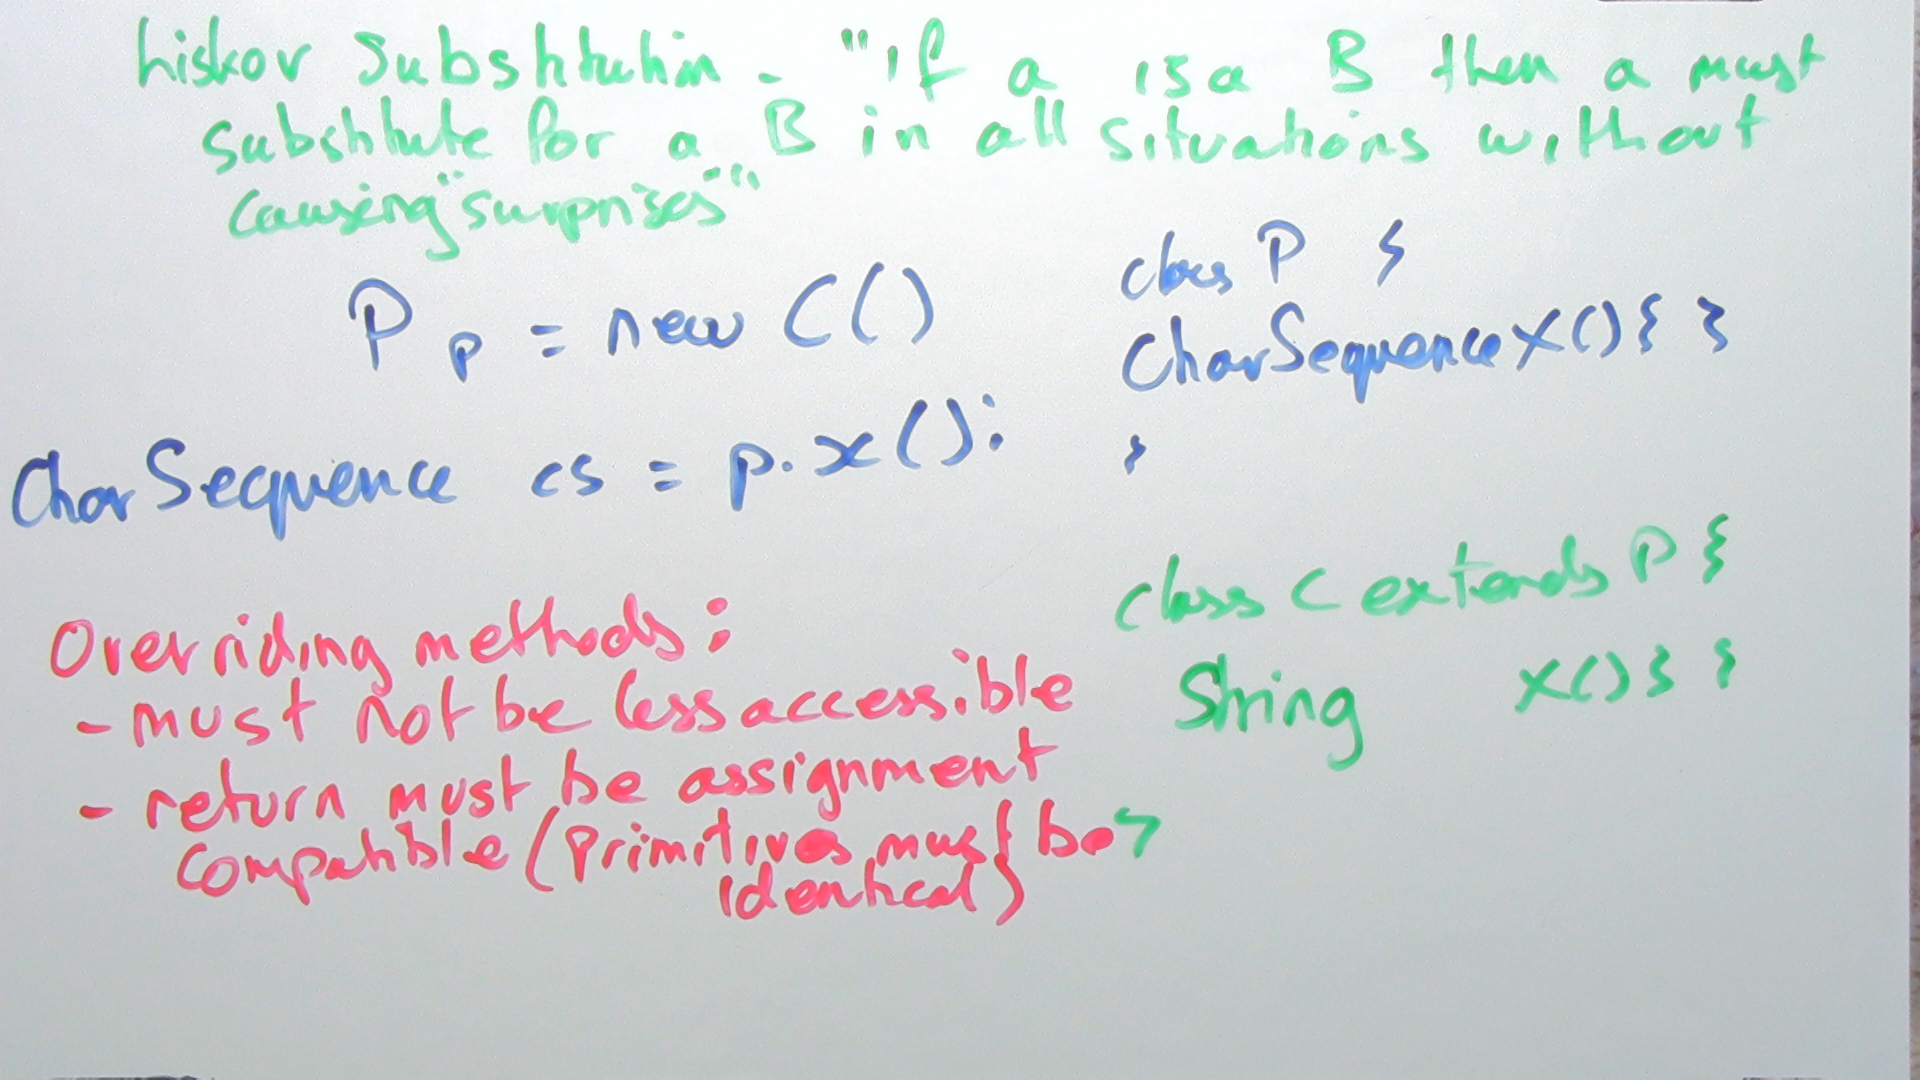 Liskov Substitution - "if a is a B then a must
substitute for a B in all situations without
causing "surprises""
P p = new C()
CharSequence cs = p.x();
class P {
CharSequence x() { }
}
class C extends P {
String x() { }
}
Overriding methods:
- must not be less accessible
- return must be assignment
compatible (primitives must be
identical)